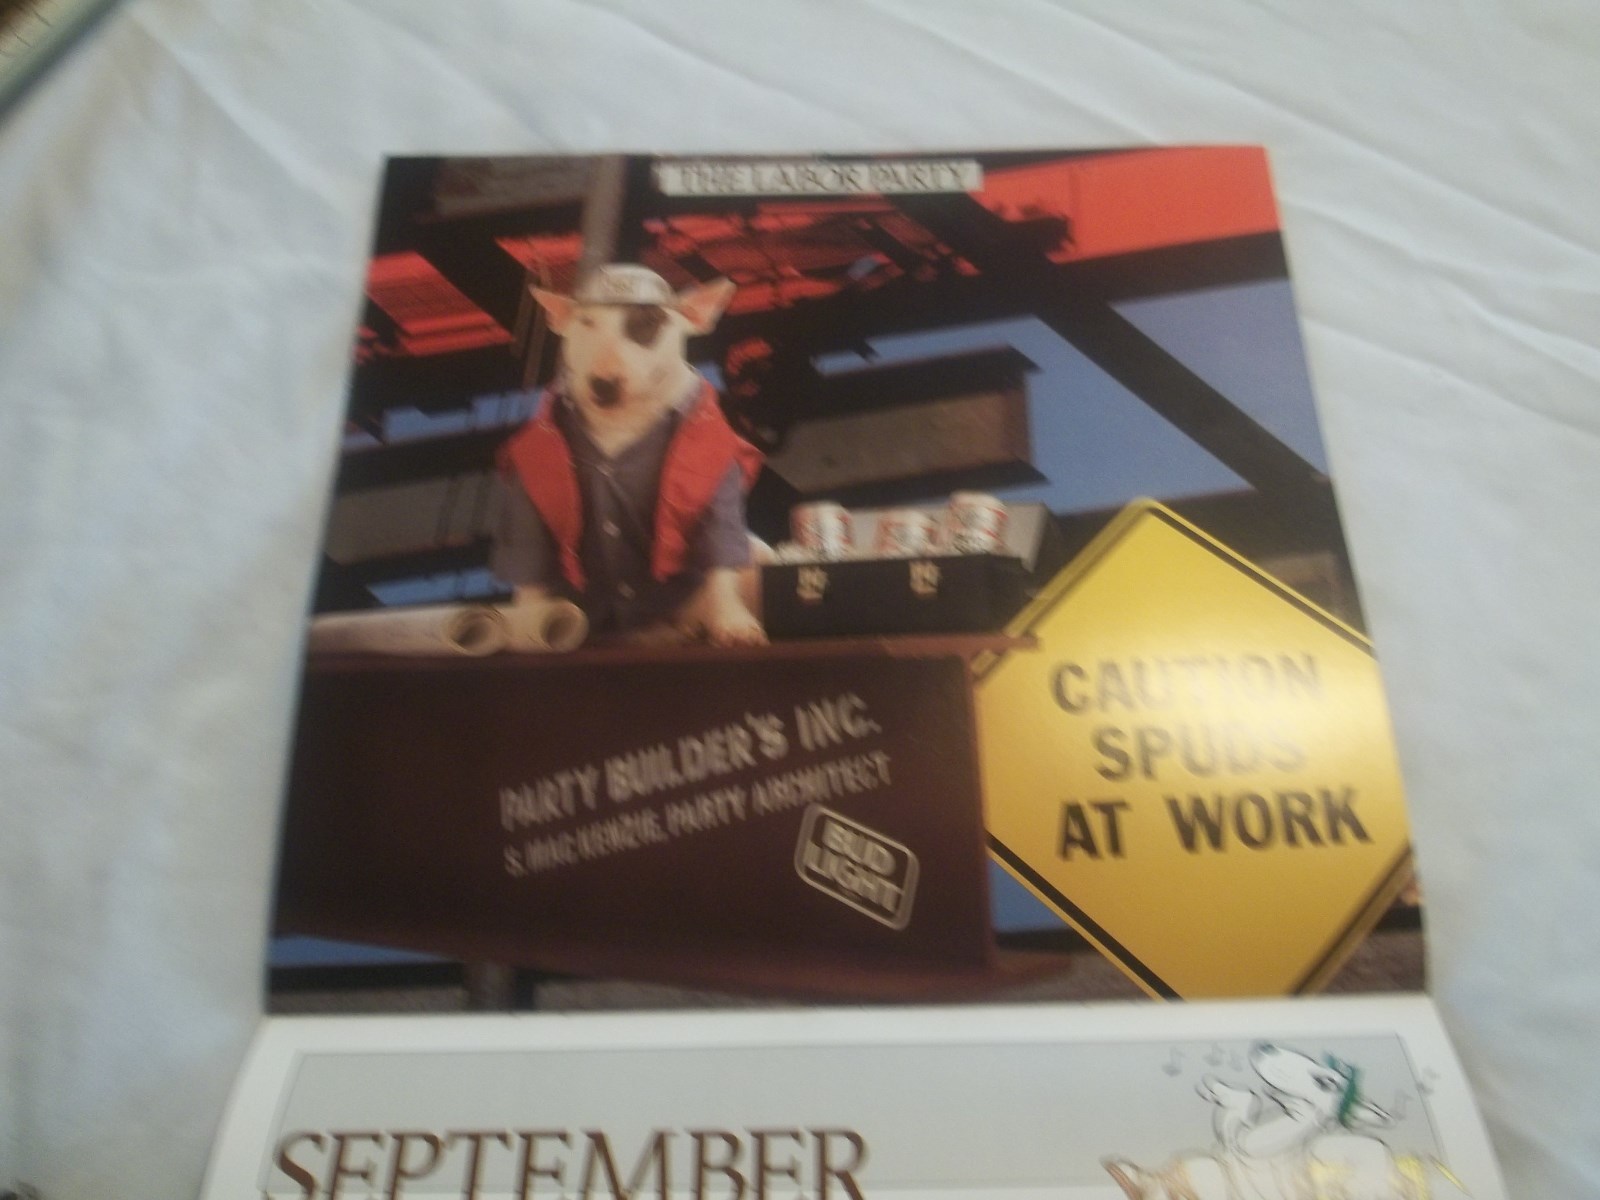 THE LABOR PARTY
PARTY BUILDER'S INC.
S. MACKENZIE, PARTY ARCHITECT
BUD
LIGHT
CAUTION
SPUDS
AT WORK
SEPTEMBER